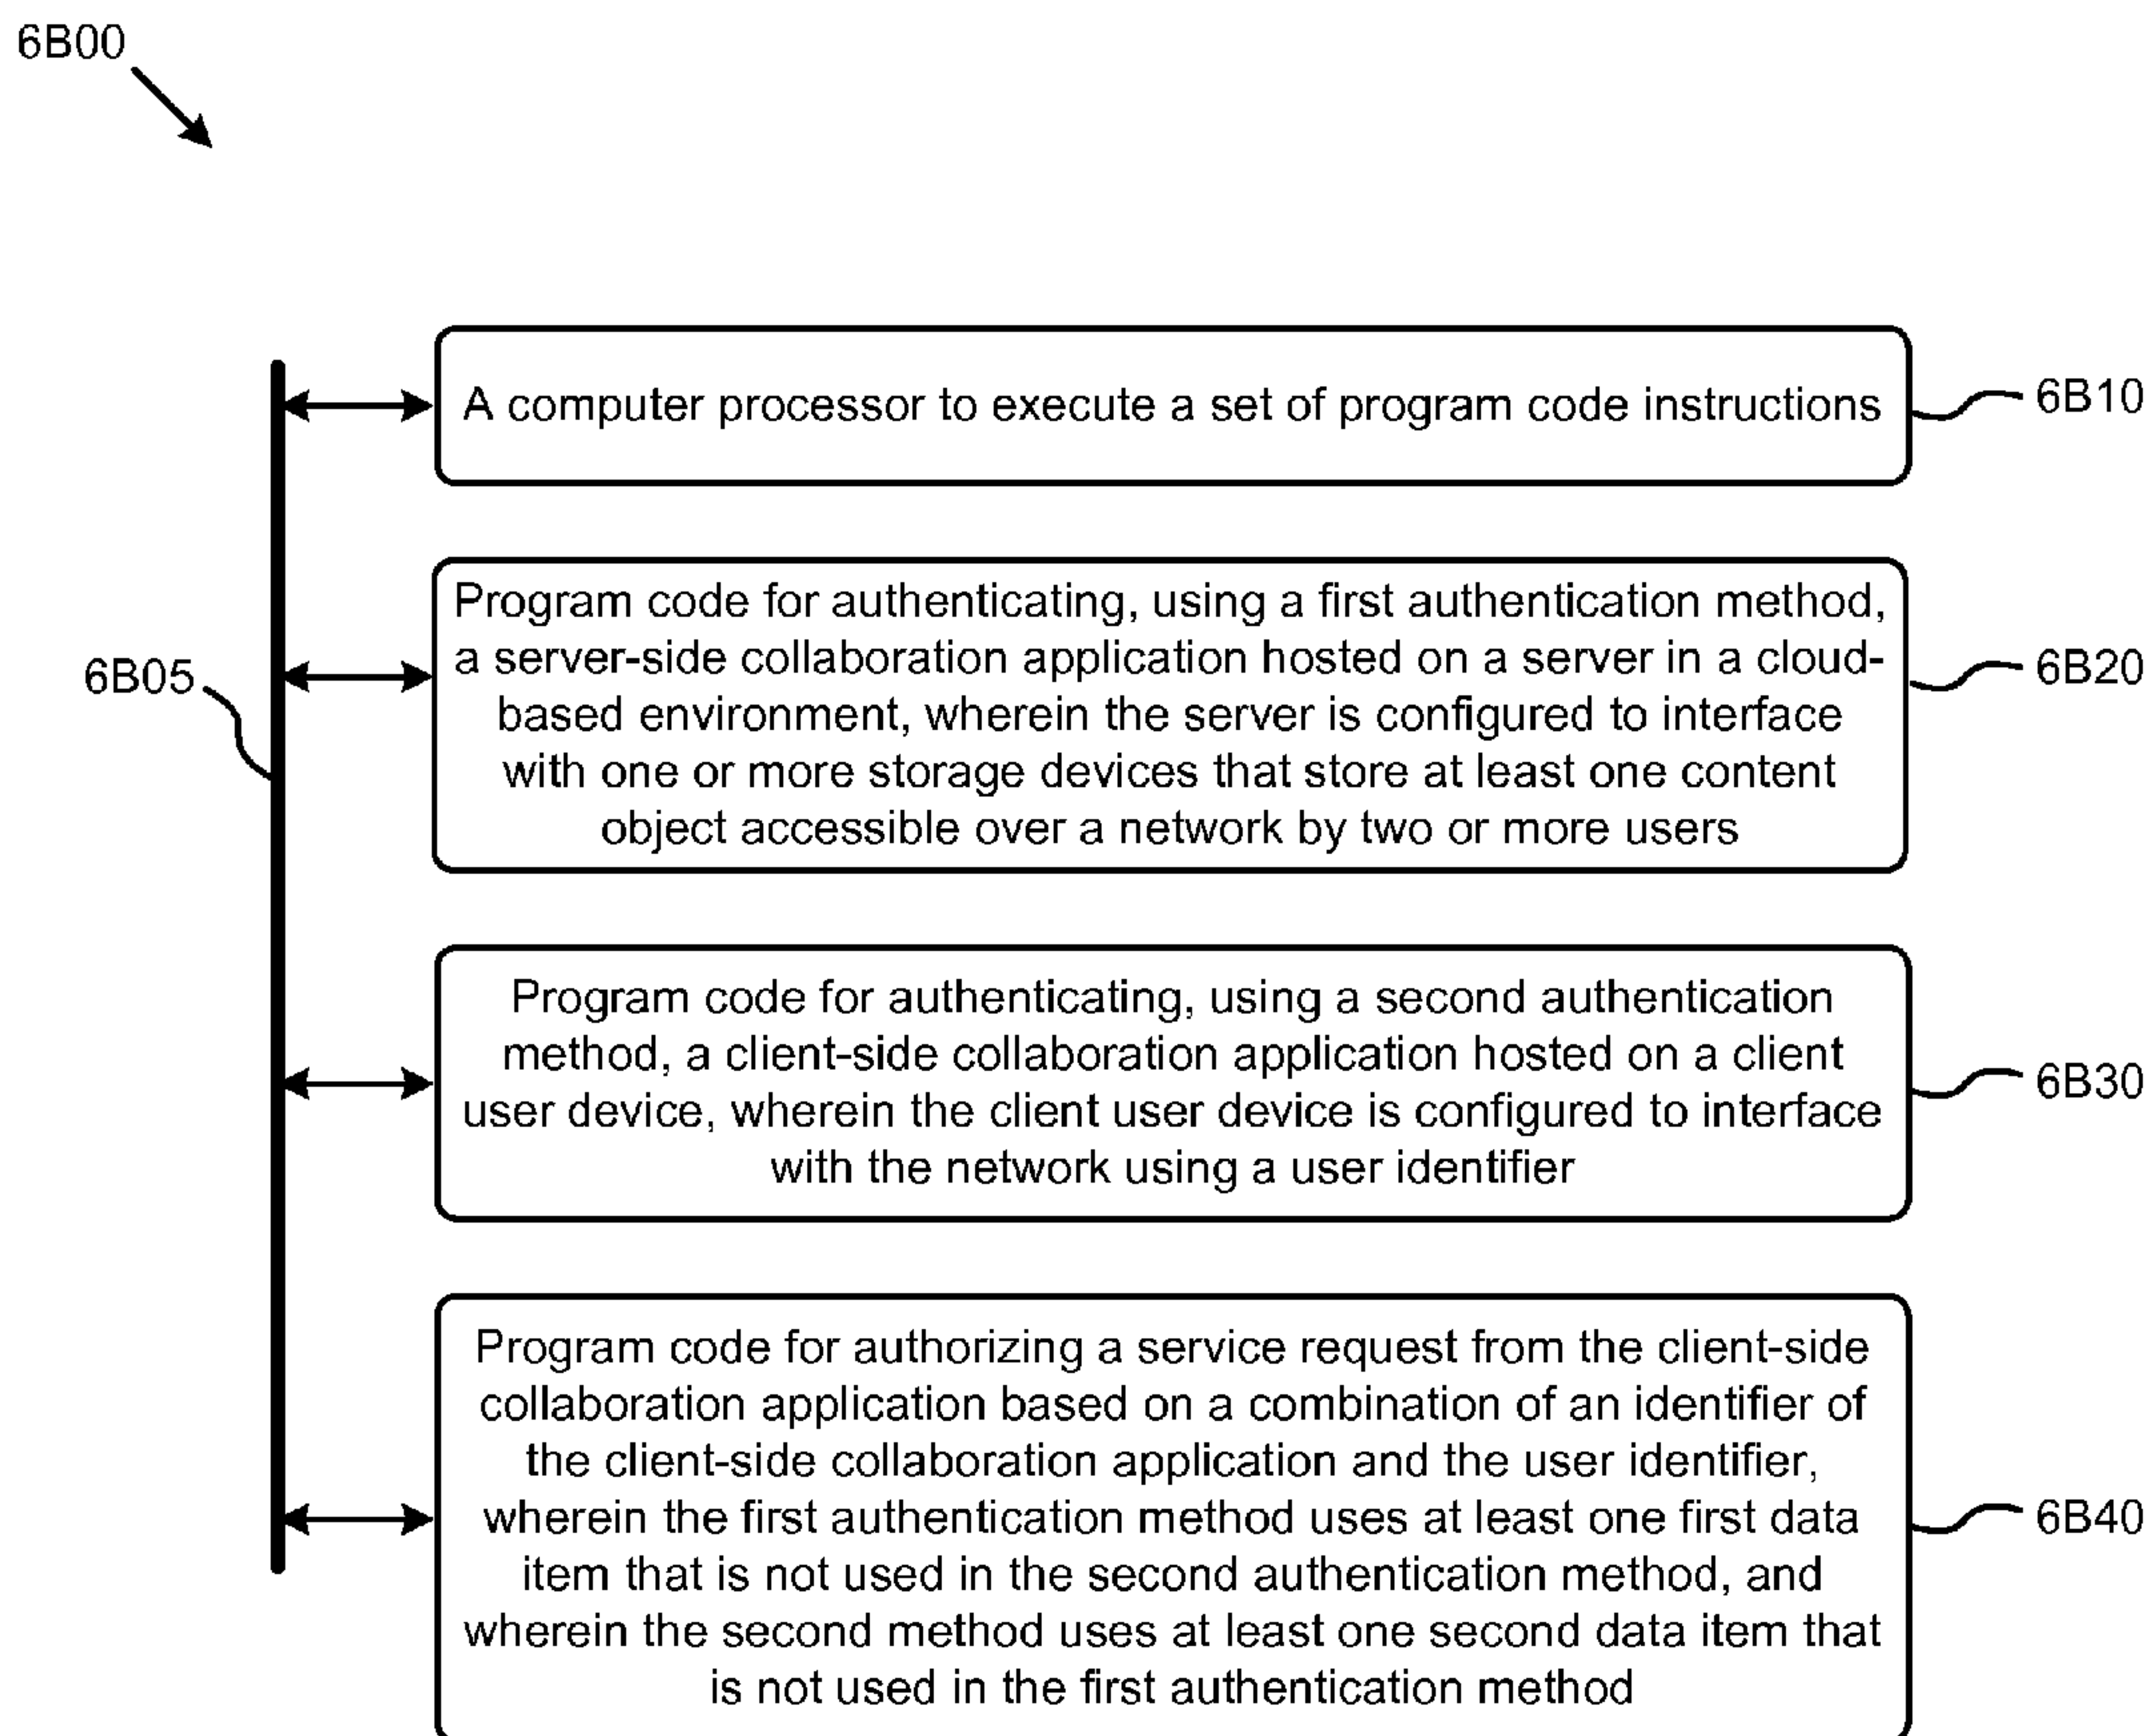 6B00
A computer processor to execute a set of program code instructions
6B10
Program code for authenticating, using a first authentication method,
a server-side collaboration application hosted on a server in a cloud-
based environment, wherein the server is configured to interface
with one or more storage devices that store at least one content
object accessible over a network by two or more users
6B05
6B20
Program code for authenticating, using a second authentication
method, a client-side collaboration application hosted on a client
user device, wherein the client user device is configured to interface
with the network using a user identifier
6B30
Program code for authorizing a service request from the client-side
collaboration application based on a combination of an identifier of
the client-side collaboration application and the user identifier,
wherein the first authentication method uses at least one first data
item that is not used in the second authentication method, and
wherein the second method uses at least one second data item that
is not used in the first authentication method
6B40